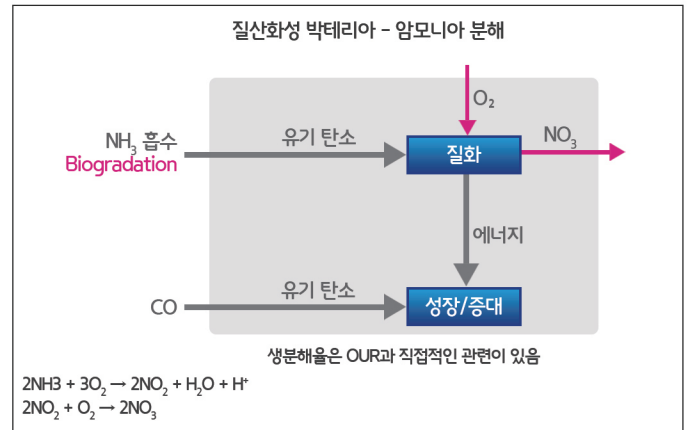 질산화성 박테리아 - 암모니아 분해
O₂
NH₃ 흡수
Biogradation
유기 탄소
질화
NO₃
에너지
CO
유기 탄소
성장/증대
생분해율은 OUR과 직접적인 관련이 있음
2NH3 + 3O₂ → 2NO₂ + H₂O + H⁺
2NO₂ + O₂ → 2NO₃